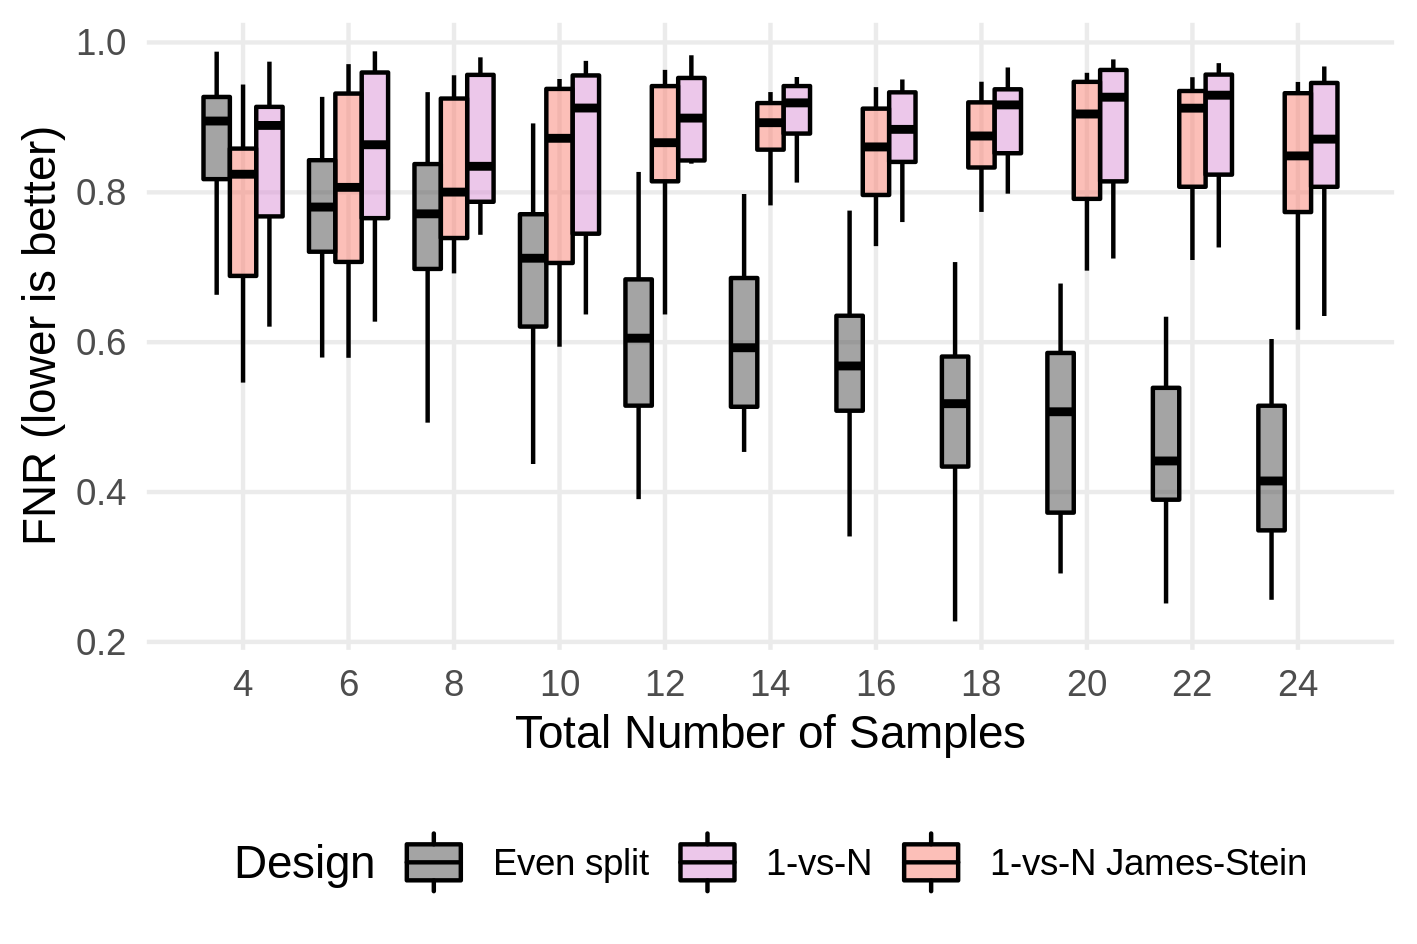 FNR (lower is better)
1.0
0.8
0.6
0.4
0.2
4 6 8 10 12 14 16 18 20 22 24
Total Number of Samples
Design Even split 1-vs-N 1-vs-N James-Stein